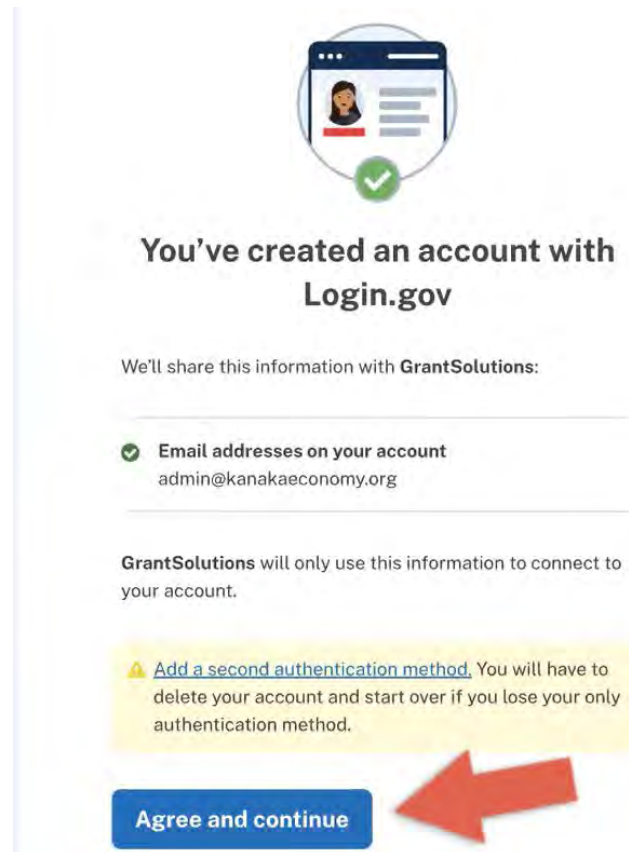 You've created an account with
Login.gov
We'll share this information with GrantSolutions:
Email addresses on your account
admin@kanakaeconomy.org
GrantSolutions will only use this information to connect to
your account.
Add a second authentication method. You will have to
delete your account and start over if you lose your only
authentication method.
Agree and continue